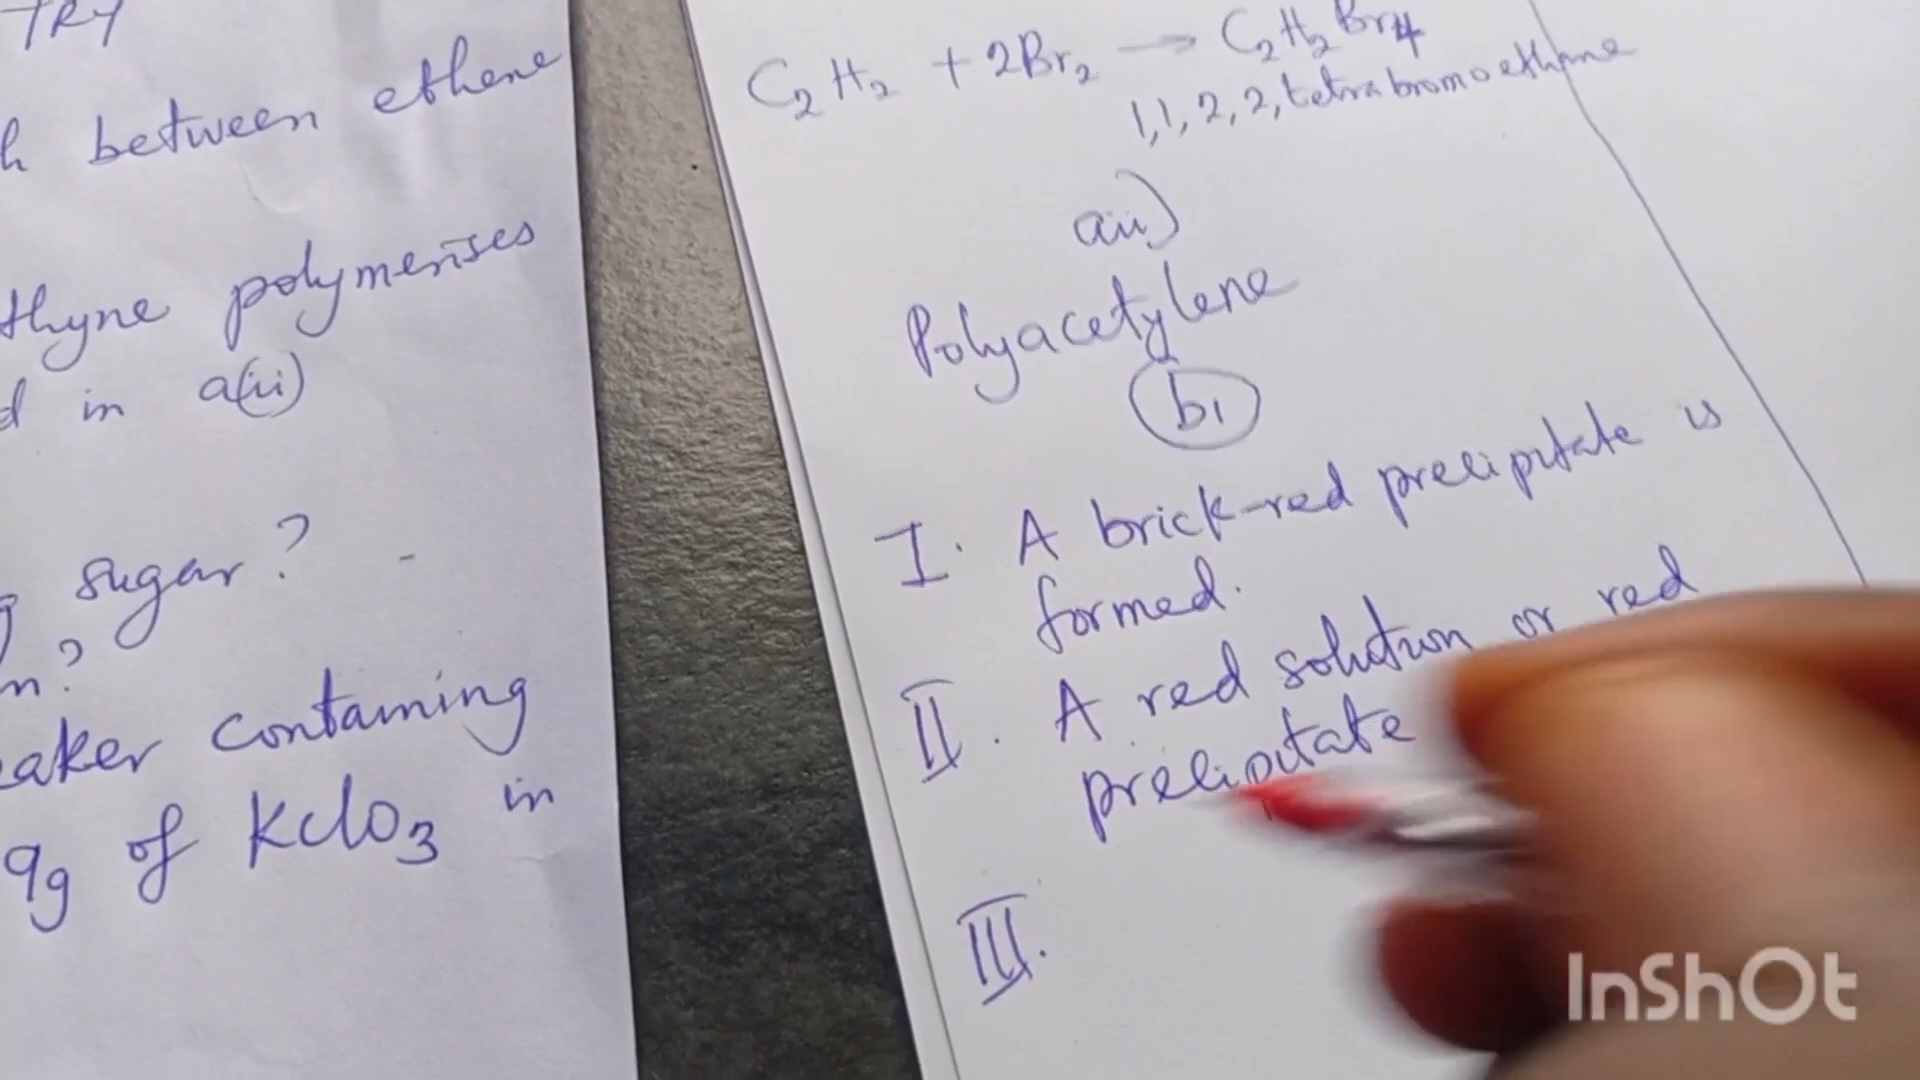 TRY
h between ethene
thyne polymerises
d in a(ii)
g sugar?
n?
eaker containing
9g of KClO3 in
C2H2 + 2Br2 → C2H2Br4
1,1,2,2, tetrabromoethane
aii)
Polyacetylene
b1
I. A brick-red precipitate is
formed.
II. A red solution or red
precipitate
III.
InShOt